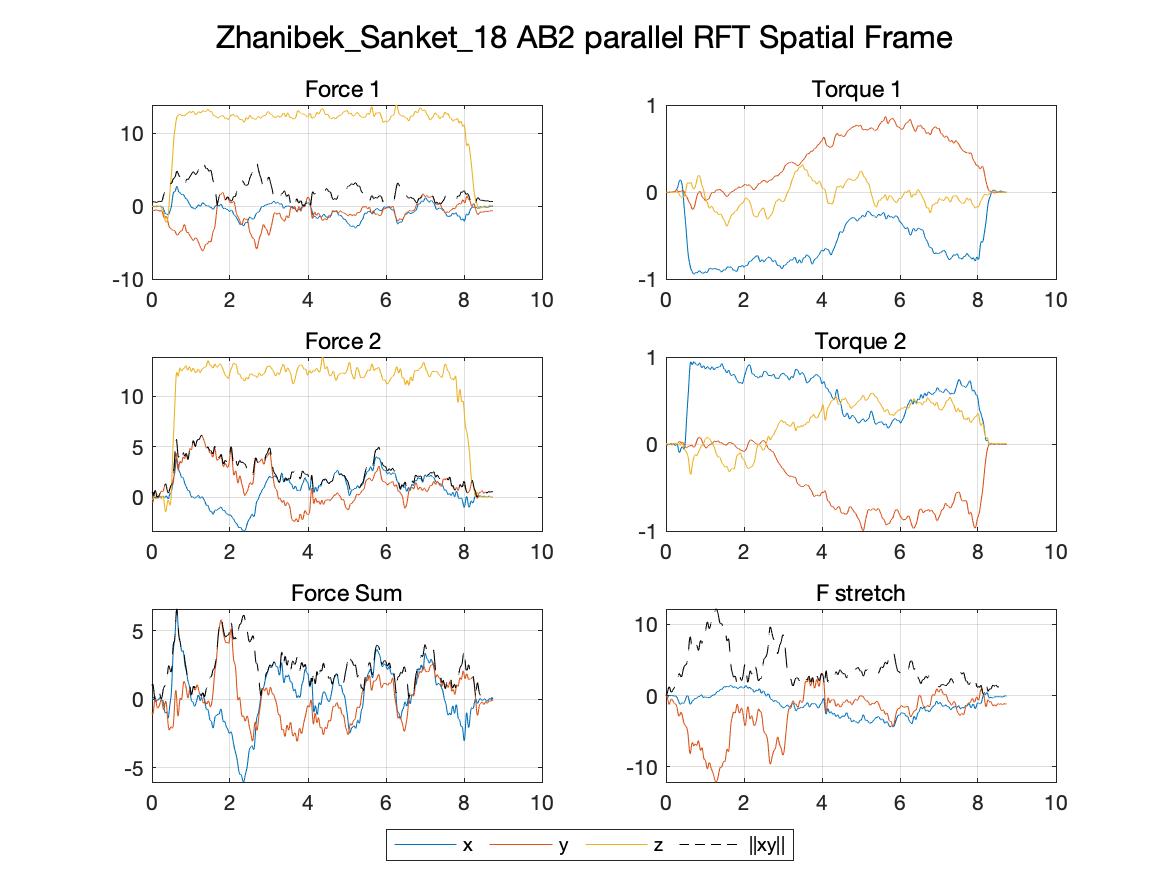 Zhanibek_Sanket_18 AB2 parallel RFT Spatial Frame
Force 1
10
0
-10
0 2 4 6 8 10
Torque 1
1
0
-1
0 2 4 6 8 10
Force 2
10
5
0
0 2 4 6 8 10
Torque 2
1
0
-1
0 2 4 6 8 10
Force Sum
5
0
-5
0 2 4 6 8 10
F stretch
10
0
-10
0 2 4 6 8 10
x y z ||xy||